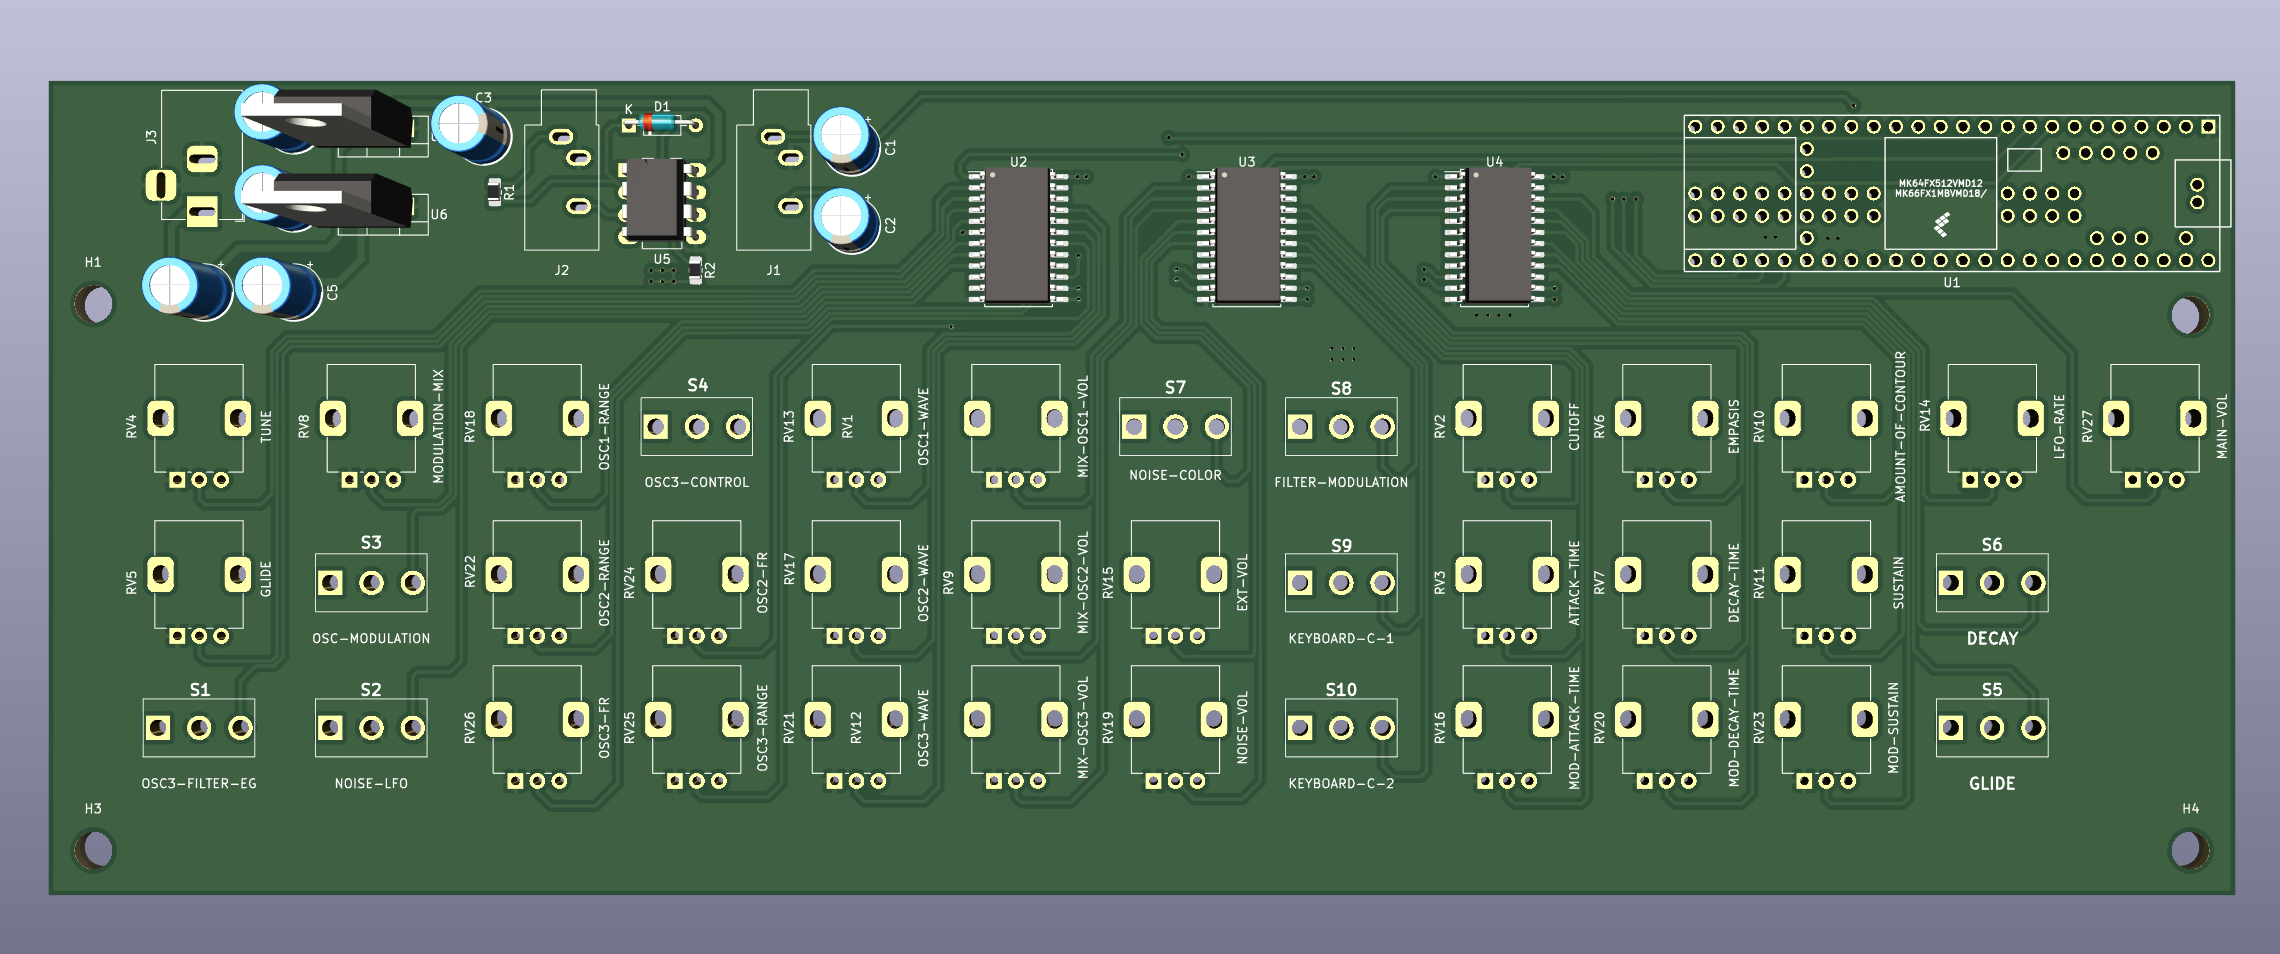 C3
K
D1
J3
C1
R1
U6
C2
U5
R2
J2
J1
U2
U3
U4
MK64FX512VMD12
MK66FX1M0VMD18/
U1
H1
C5
RV4
TUNE
RV8
MODULATION-MIX
RV18
OSC1-RANGE
S4
OSC3-CONTROL
RV13
RV1
OSC1-WAVE
MIX-OSC1-VOL
S7
NOISE-COLOR
S8
FILTER-MODULATION
RV2
CUTOFF
RV6
EMPASIS
RV10
AMOUNT-OF-CONTOUR
RV14
LFO-RATE
RV27
MAIN-VOL
RV5
GLIDE
S3
OSC-MODULATION
RV22
OSC2-RANGE
RV24
OSC2-FR
RV17
OSC2-WAVE
RV9
MIX-OSC2-VOL
RV15
EXT-VOL
S9
KEYBOARD-C-1
RV3
ATTACK-TIME
RV7
DECAY-TIME
RV11
SUSTAIN
S6
DECAY
S1
OSC3-FILTER-EG
S2
NOISE-LFO
RV26
OSC3-FR
RV25
OSC3-RANGE
RV21
RV12
OSC3-WAVE
MIX-OSC3-VOL
RV19
NOISE-VOL
S10
KEYBOARD-C-2
RV16
MOD-ATTACK-TIME
RV20
MOD-DECAY-TIME
RV23
MOD-SUSTAIN
S5
GLIDE
H3
H4